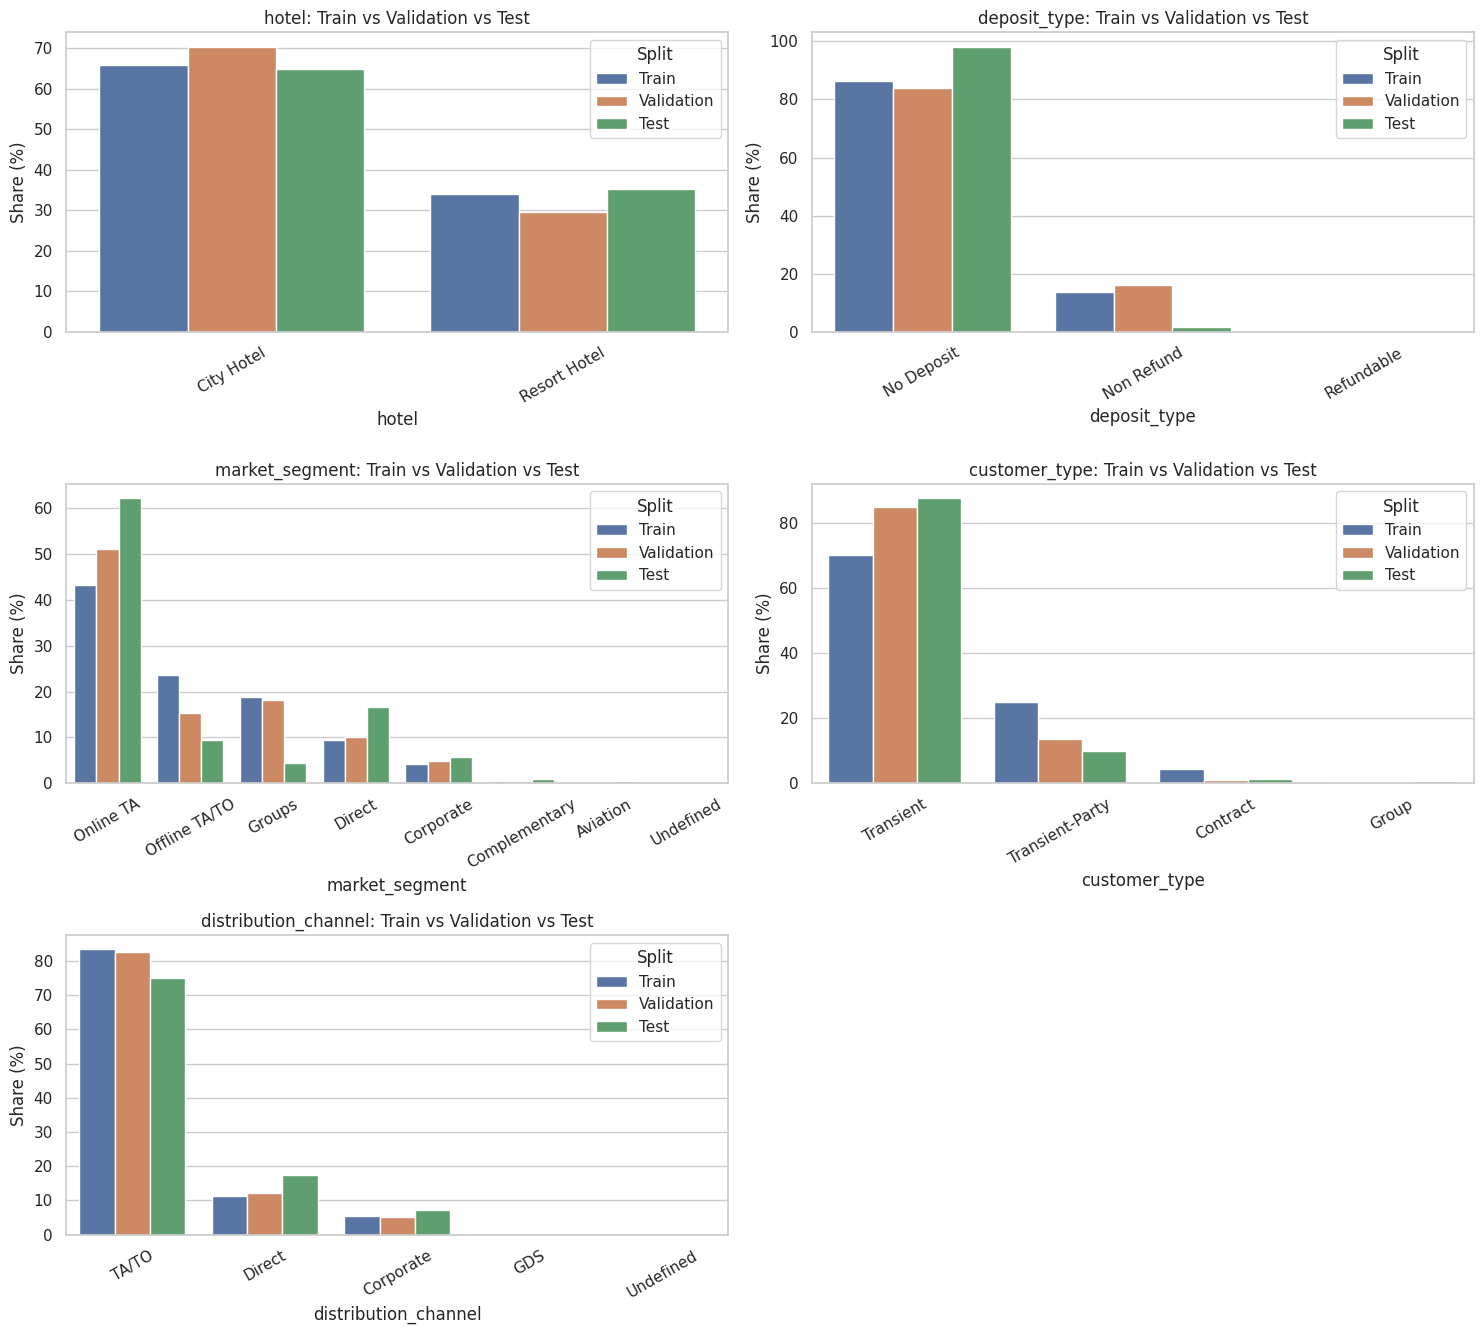 hotel: Train vs Validation vs Test
Share (%)
70
60
50
40
30
20
10
0
Split
Train
Validation
Test
City Hotel
Resort Hotel
hotel
deposit_type: Train vs Validation vs Test
Share (%)
100
80
60
40
20
0
Split
Train
Validation
Test
No Deposit
Non Refund
Refundable
deposit_type
market_segment: Train vs Validation vs Test
Share (%)
60
50
40
30
20
10
0
Split
Train
Validation
Test
Online TA
Offline TA/TO
Groups
Direct
Corporate
Complementary
Aviation
Undefined
market_segment
customer_type: Train vs Validation vs Test
Share (%)
80
60
40
20
0
Split
Train
Validation
Test
Transient
Transient-Party
Contract
Group
customer_type
distribution_channel: Train vs Validation vs Test
Share (%)
80
70
60
50
40
30
20
10
0
Split
Train
Validation
Test
TA/TO
Direct
Corporate
GDS
Undefined
distribution_channel